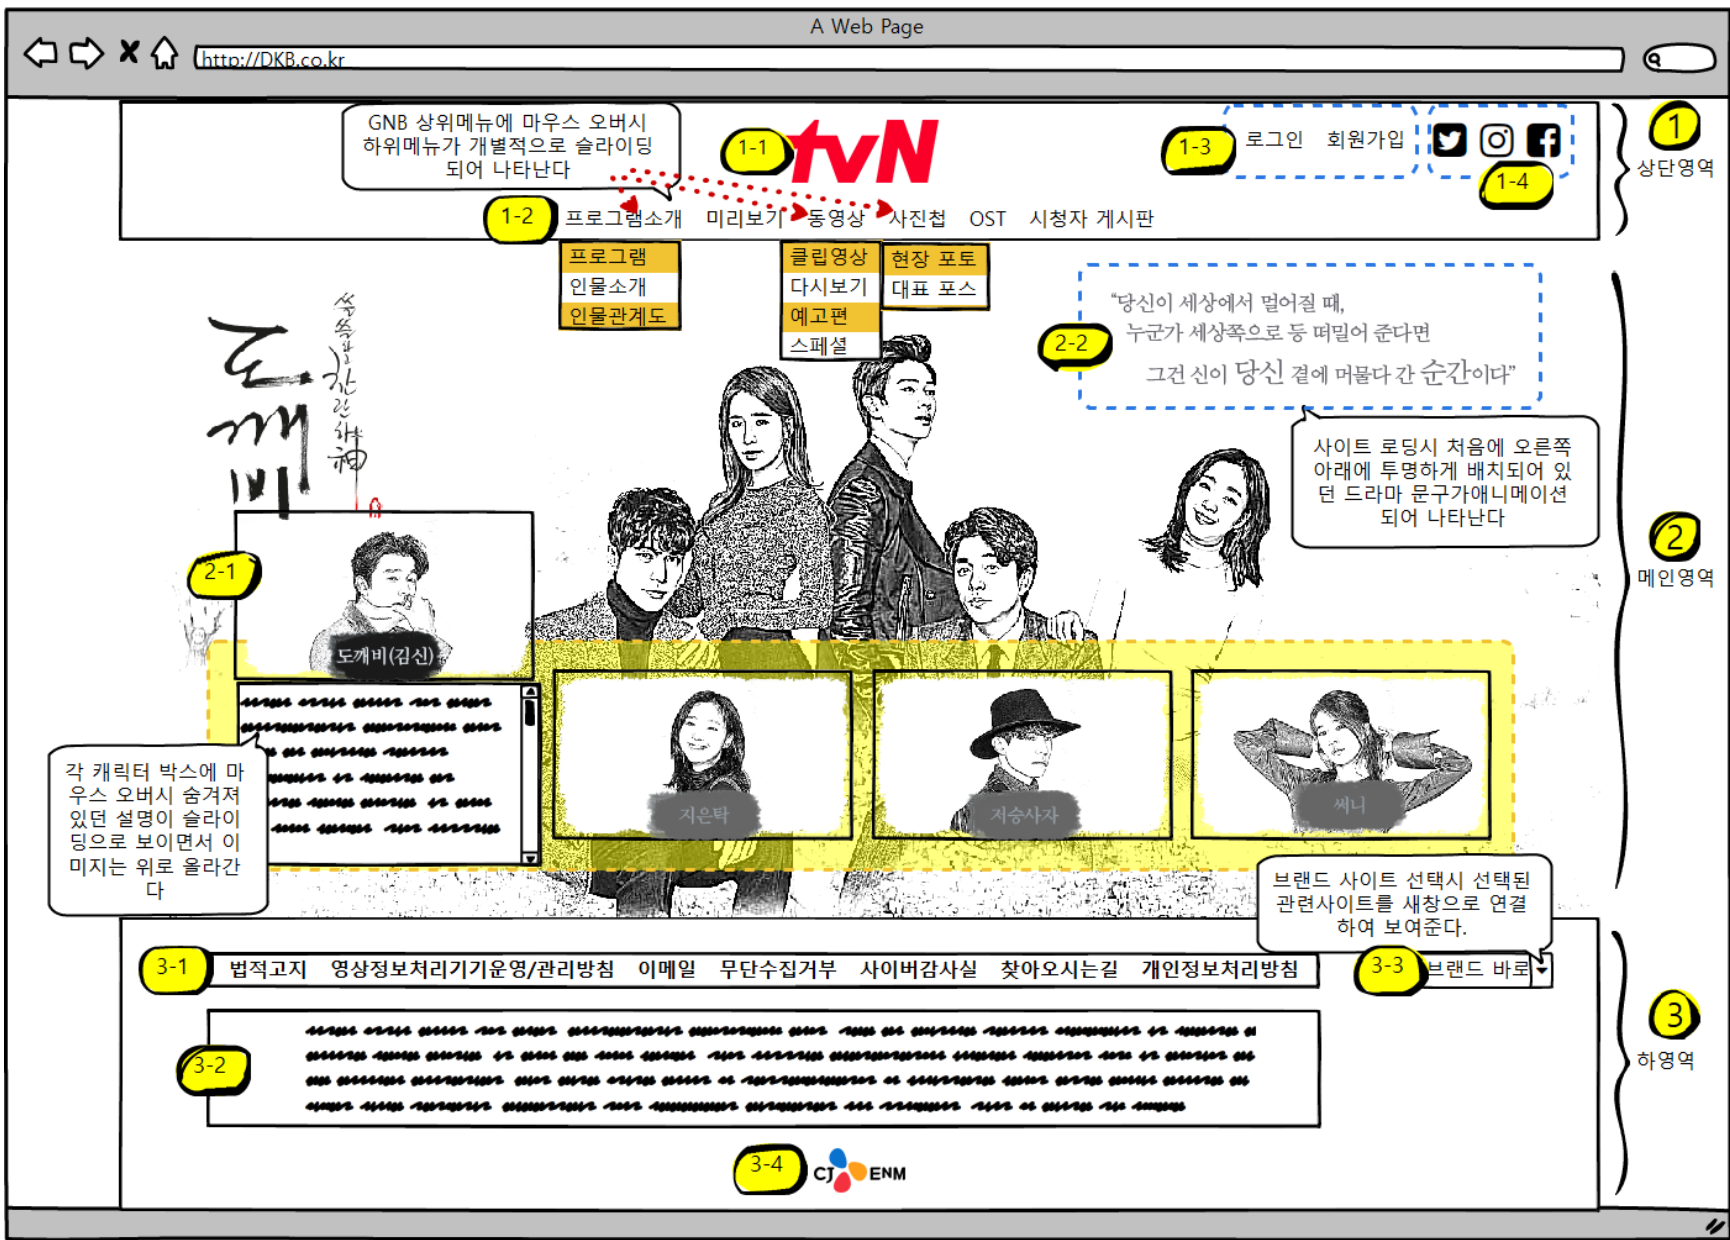 A Web Page
http://DKB.co.kr
GNB 상위메뉴에 마우스 오버시
하위메뉴가 개별적으로 슬라이딩
되어 나타난다
1-1
tvN
1-3
로그인 회원가입
1-4
1
상단영역
1-2
프로그램소개 미리보기 동영상 사진첩 OST 시청자 게시판
프로그램
인물소개
인물관계도
클립영상
다시보기
예고편
스페셜
현장 포토
대표 포스
쓸쓸하고 찬란하神
도깨비
2-2
“당신이 세상에서 멀어질 때,
누군가 세상쪽으로 등 떠밀어 준다면
그건 신이 당신 곁에 머물다 간 순간이다”
사이트 로딩시 처음에 오른쪽
아래에 투명하게 배치되어 있
던 드라마 문구가애니메이션
되어 나타난다
2
메인영역
2-1
도깨비(김신)
지은탁
저승사자
써니
각 캐릭터 박스에 마
우스 오버시 숨겨져
있던 설명이 슬라이
딩으로 보이면서 이
미지는 위로 올라간
다
브랜드 사이트 선택시 선택된
관련사이트를 새창으로 연결
하여 보여준다.
3-1
법적고지 영상정보처리기기운영/관리방침 이메일 무단수집거부 사이버감사실 찾아오시는길 개인정보처리방침
3-3
브랜드 바로
3
하영역
3-2
3-4
CJ ENM